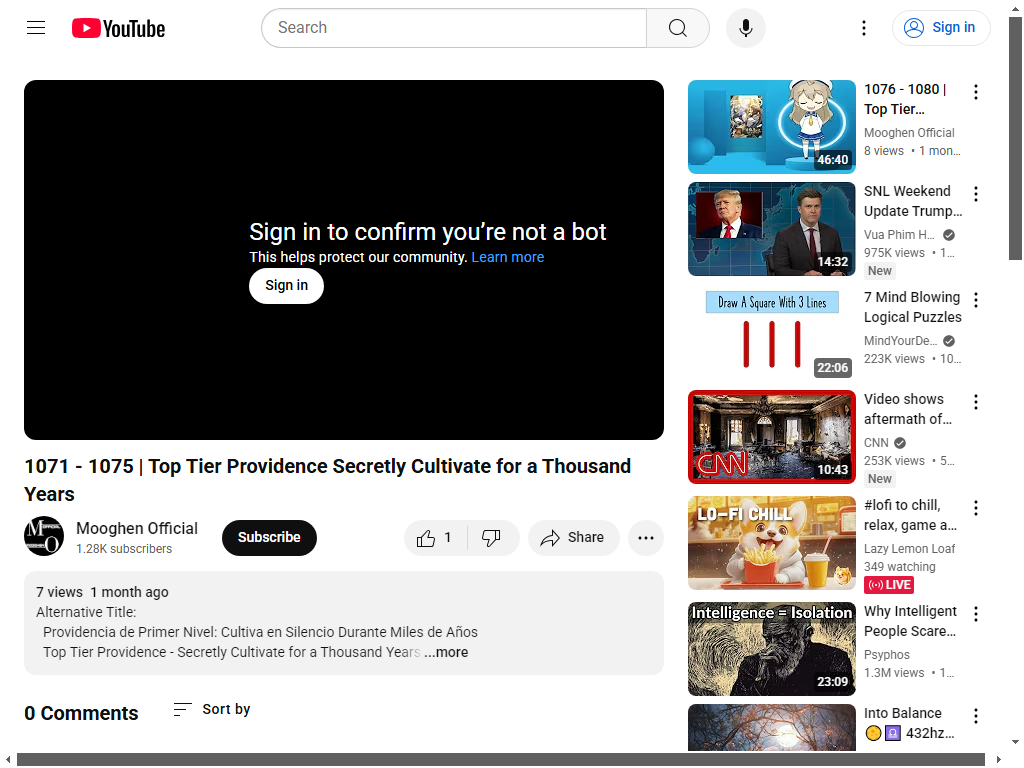 YouTube
Search
Sign in
Sign in to confirm you’re not a bot
This helps protect our community. Learn more
Sign in
1071 - 1075 | Top Tier Providence Secretly Cultivate for a Thousand
Years
Mooghen Official
1.28K subscribers
Subscribe
1
Share
7 views 1 month ago
Alternative Title:
Providencia de Primer Nivel: Cultiva en Silencio Durante Miles de Años
Top Tier Providence - Secretly Cultivate for a Thousand Years ...more
0 Comments
Sort by
46:40
1076 - 1080 |
Top Tier…
Mooghen Official
8 views • 1 mon…
14:32
SNL Weekend
Update Trump…
Vua Phim H…
975K views • 1…
New
Draw A Square With 3 Lines
22:06
7 Mind Blowing
Logical Puzzles
MindYourDe…
223K views • 10…
CNN
10:43
Video shows
aftermath of…
CNN
253K views • 5…
New
LO-FI CHILL
#lofi to chill,
relax, game a…
Lazy Lemon Loaf
349 watching
LIVE
Intelligence = Isolation
23:09
Why Intelligent
People Scare…
Psyphos
1.3M views • 1…
Into Balance
432hz…